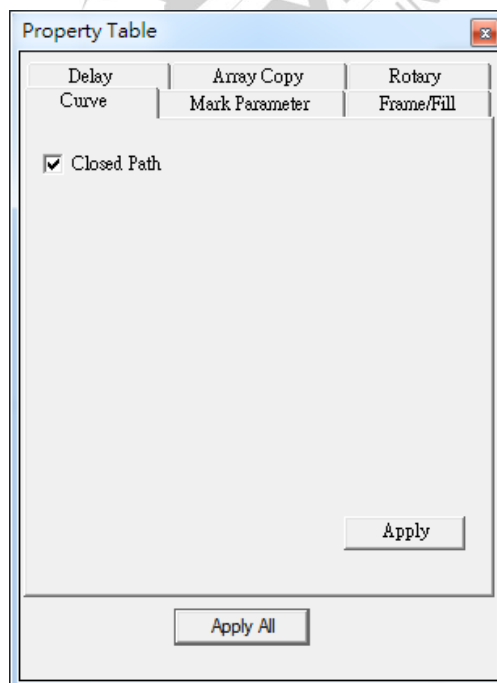 Property Table
Delay Array Copy Rotary
Curve Mark Parameter Frame/Fill
Closed Path
Apply
Apply All